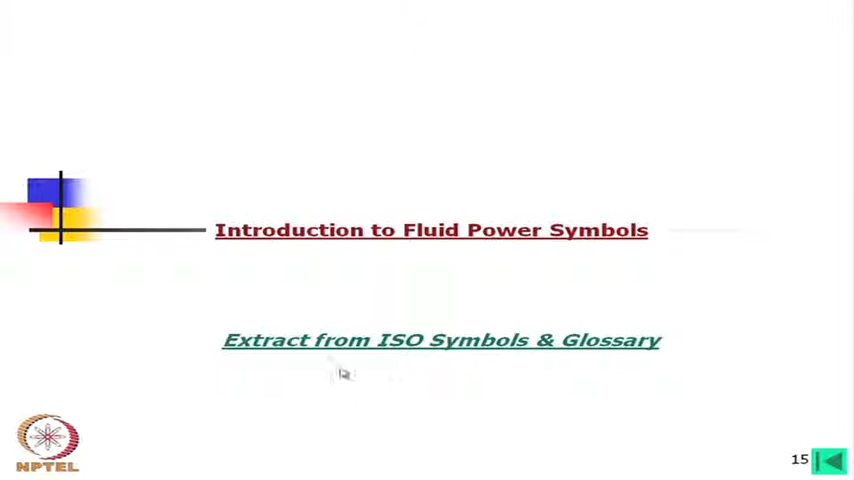 Introduction to Fluid Power Symbols
Extract from ISO Symbols & Glossary
NPTEL
15